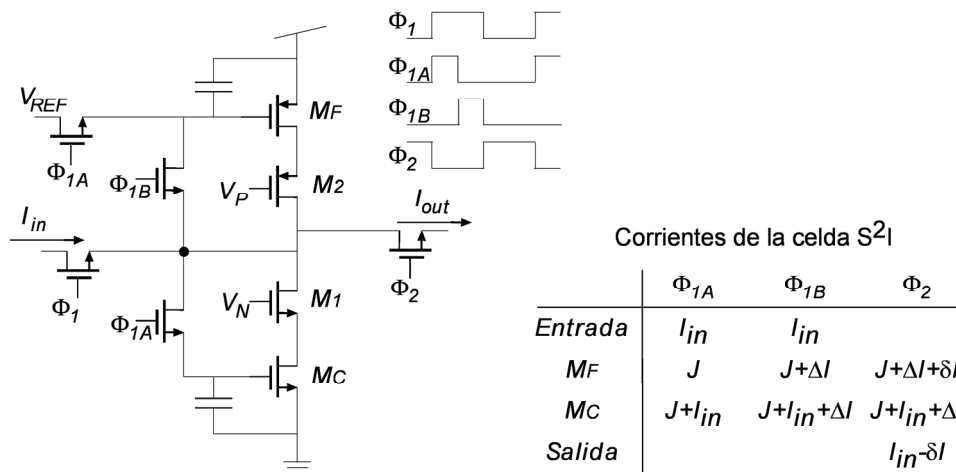 Φ1
Φ1A
Φ1B
Φ2
VREF
MF
Φ1A
Φ1B
VP
M2
Iout
Iin
Φ1
Φ1A
VN
M1
Φ2
MC
Corrientes de la celda S²I
Φ1A Φ1B Φ2
Entrada Iin Iin
MF J J+ΔI J+ΔI+δI
MC J+Iin J+Iin+ΔI J+Iin+Δ
Salida Iin-δI